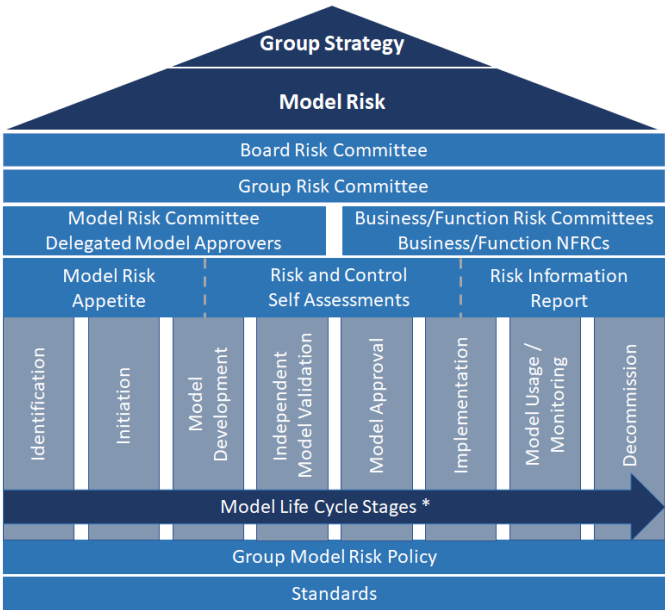 Group Strategy
Model Risk
Board Risk Committee
Group Risk Committee
Model Risk Committee
Delegated Model Approvers
Business/Function Risk Committees
Business/Function NFRCs
Model Risk
Appetite
Risk and Control
Self Assessments
Risk Information
Report
Identification
Initiation
Model
Development
Independent
Model Validation
Model Approval
Implementation
Model Usage /
Monitoring
Decommission
Model Life Cycle Stages *
Group Model Risk Policy
Standards